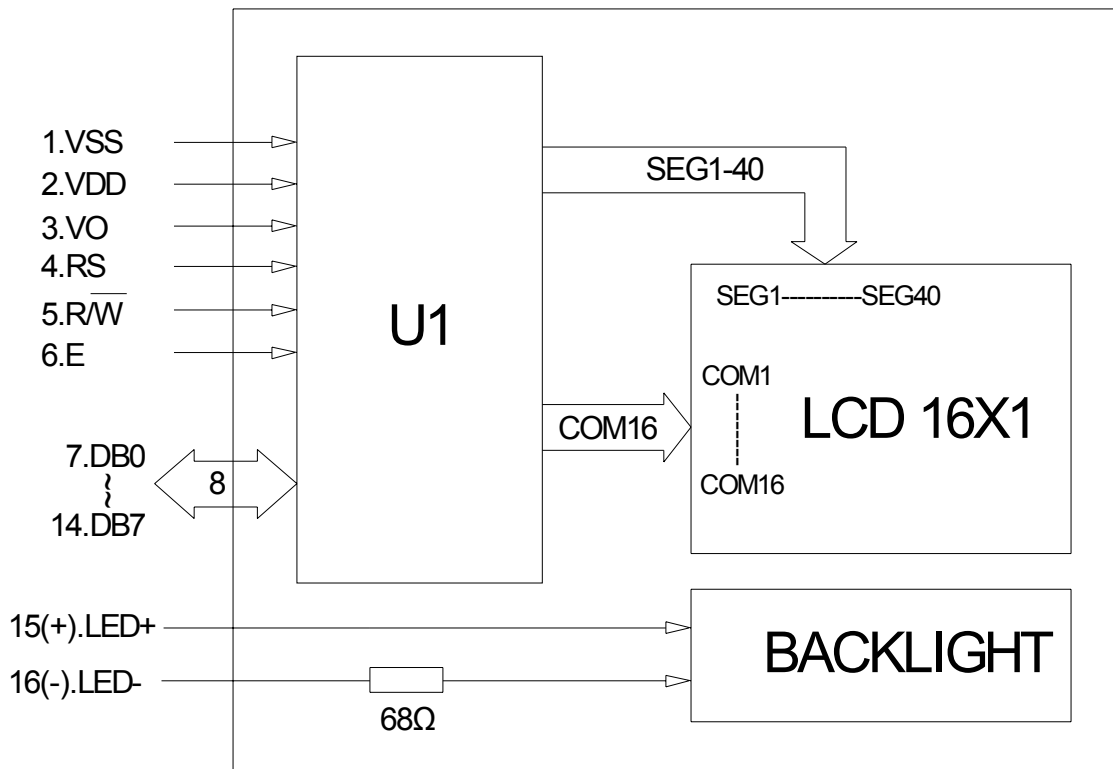 1.VSS
2.VDD
3.VO
4.RS
5.R/W̅
6.E
7.DB0
14.DB7
8
15(+).LED+
16(-).LED-
68Ω
U1
SEG1-40
COM16
SEG1----------SEG40
COM1
COM16
LCD 16X1
BACKLIGHT